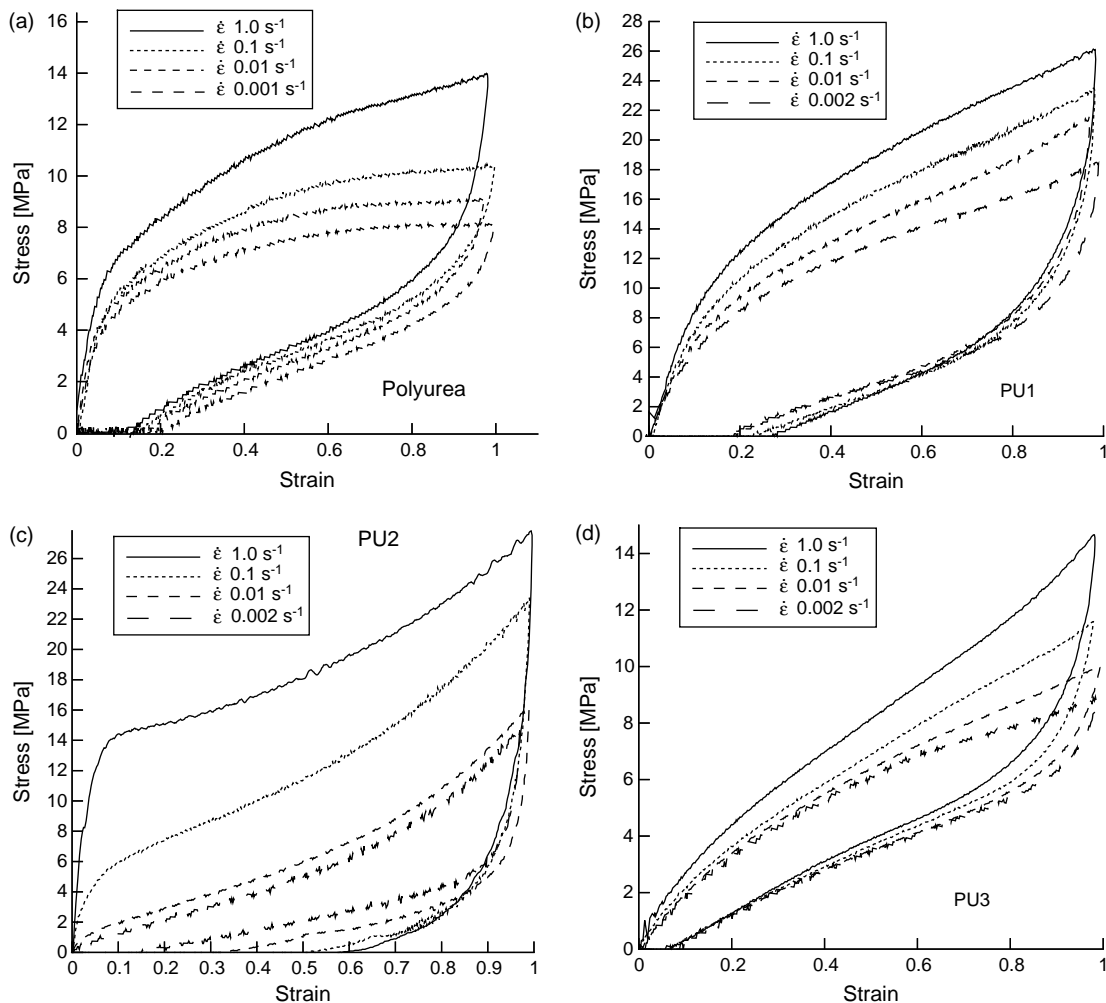 (a)
ε̇ 1.0 s⁻¹
ε̇ 0.1 s⁻¹
ε̇ 0.01 s⁻¹
ε̇ 0.001 s⁻¹
16
14
12
10
8
6
4
2
0
Stress [MPa]
Polyurea
0 0.2 0.4 0.6 0.8 1
Strain
(b)
ε̇ 1.0 s⁻¹
ε̇ 0.1 s⁻¹
ε̇ 0.01 s⁻¹
ε̇ 0.002 s⁻¹
28
26
24
22
20
18
16
14
12
10
8
6
4
2
0
Stress [MPa]
PU1
0 0.2 0.4 0.6 0.8 1
Strain
(c)
PU2
ε̇ 1.0 s⁻¹
ε̇ 0.1 s⁻¹
ε̇ 0.01 s⁻¹
ε̇ 0.002 s⁻¹
26
24
22
20
18
16
14
12
10
8
6
4
2
0
Stress [MPa]
0 0.1 0.2 0.3 0.4 0.5 0.6 0.7 0.8 0.9 1
Strain
(d)
ε̇ 1.0 s⁻¹
ε̇ 0.1 s⁻¹
ε̇ 0.01 s⁻¹
ε̇ 0.002 s⁻¹
14
12
10
8
6
4
2
0
Stress [MPa]
PU3
0 0.2 0.4 0.6 0.8 1
Strain